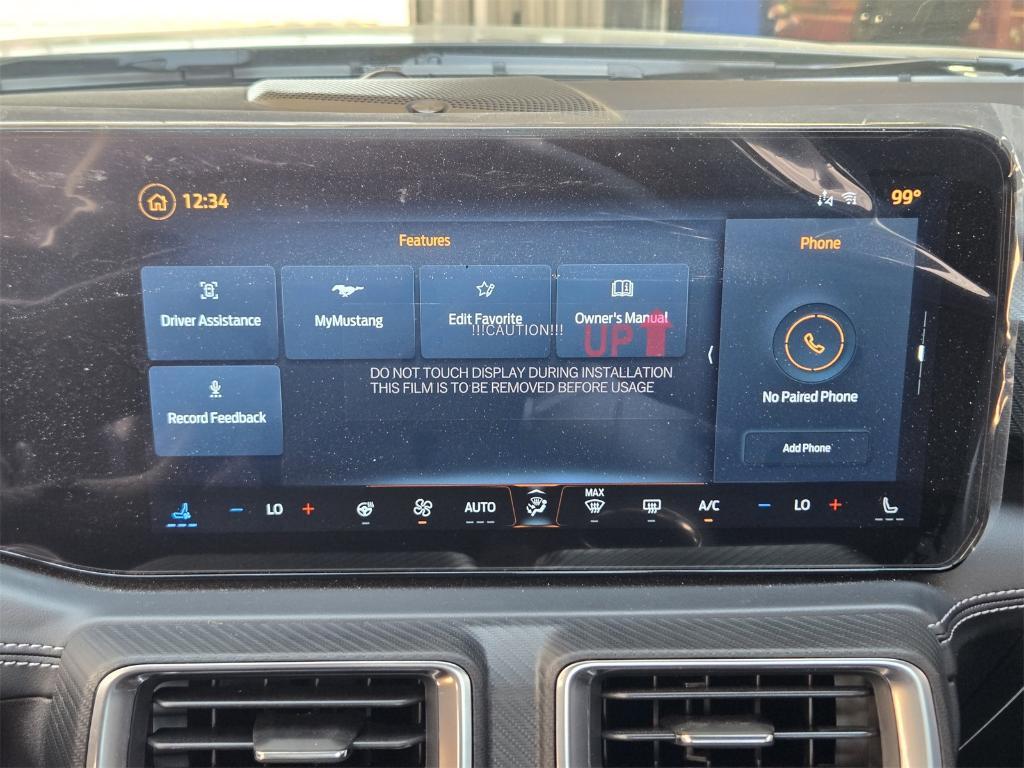 12:34
99°
Features
Phone
Driver Assistance
MyMustang
Edit Favorite
Owner's Manual
!!!CAUTION!!!
UP
DO NOT TOUCH DISPLAY DURING INSTALLATION
THIS FILM IS TO BE REMOVED BEFORE USAGE
Record Feedback
No Paired Phone
Add Phone
LO
AUTO
MAX
A/C
LO